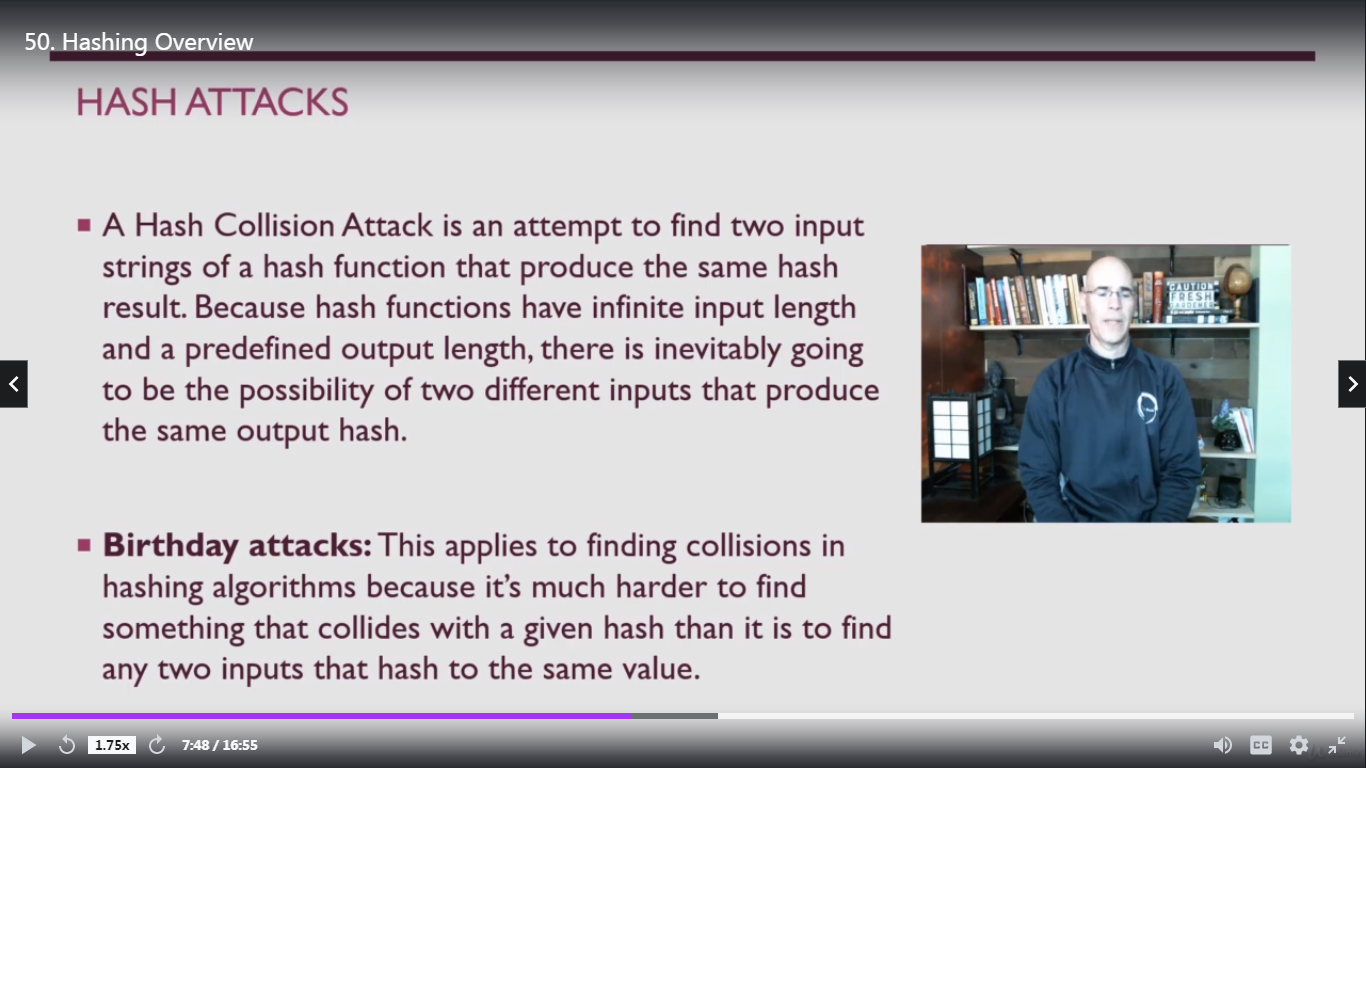 50. Hashing Overview
HASH ATTACKS
A Hash Collision Attack is an attempt to find two input
strings of a hash function that produce the same hash
result. Because hash functions have infinite input length
and a predefined output length, there is inevitably going
to be the possibility of two different inputs that produce
the same output hash.
CAUTION
FRESH
Birthday attacks: This applies to finding collisions in
hashing algorithms because it’s much harder to find
something that collides with a given hash than it is to find
any two inputs that hash to the same value.
1.75x
7:48 / 16:55
CC